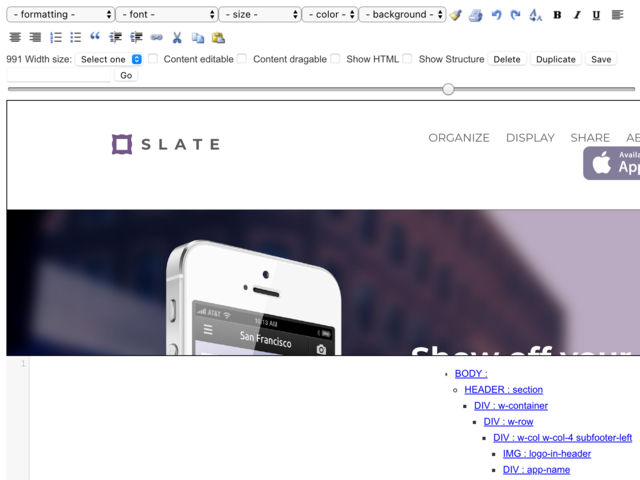 - formatting - - font - - size - - color - - background - B I U
991 Width size: Select one Content editable Content dragable Show HTML Show Structure Delete Duplicate Save
Go
SLATE ORGANIZE DISPLAY SHARE
Availa
App
AT&T 10:13 AM
San Francisco
Show off your
1
BODY :
HEADER : section
DIV : w-container
DIV : w-row
DIV : w-col w-col-4 subfooter-left
IMG : logo-in-header
DIV : app-name